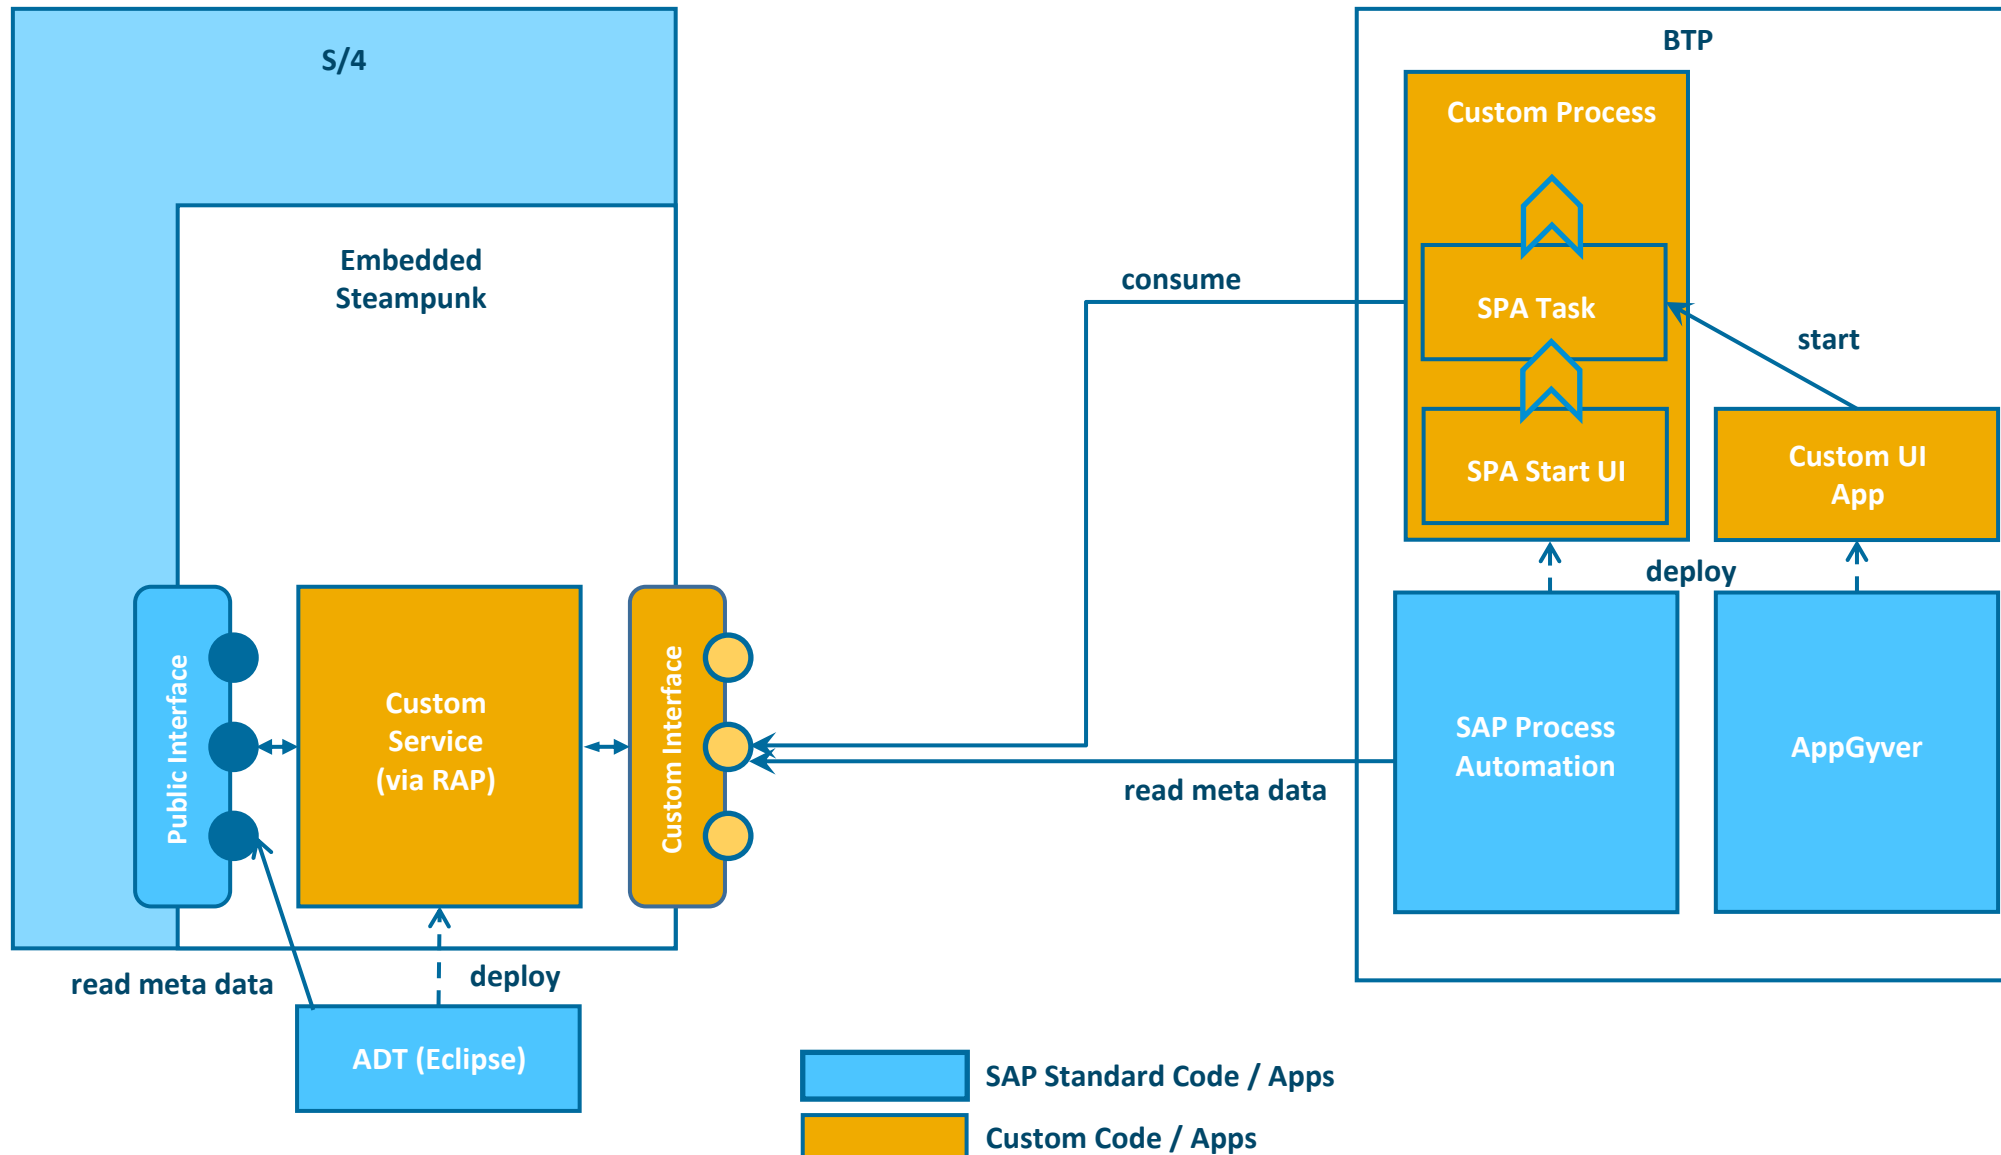 S/4
BTP
Custom Process
Embedded
Steampunk
consume
SPA Task
start
SPA Start UI
Custom UI
App
deploy
Public Interface
Custom
Service
(via RAP)
Custom Interface
SAP Process
Automation
AppGyver
read meta data
read meta data
deploy
ADT (Eclipse)
SAP Standard Code / Apps
Custom Code / Apps